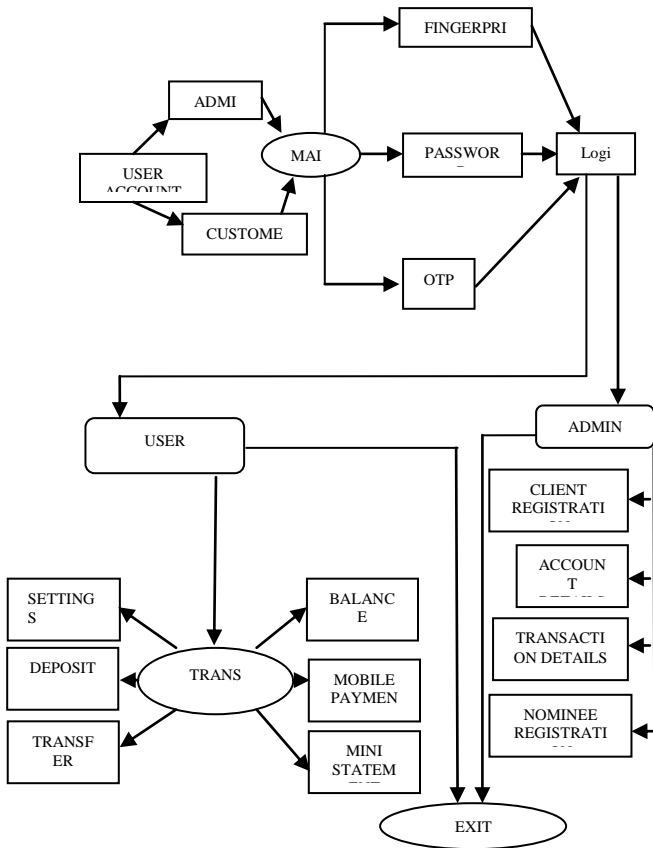 FINGERPRI
ADMI
MAI
PASSWOR
Logi
USER
ACCOUNT
CUSTOME
OTP
USER
ADMIN
CLIENT
REGISTRATI
SETTING
S
BALANC
E
ACCOUN
T
DETAILS
DEPOSIT
TRANS
MOBILE
PAYMEN
TRANSACTI
ON DETAILS
TRANSF
ER
MINI
STATEM
NOMINEE
REGISTRATI
EXIT